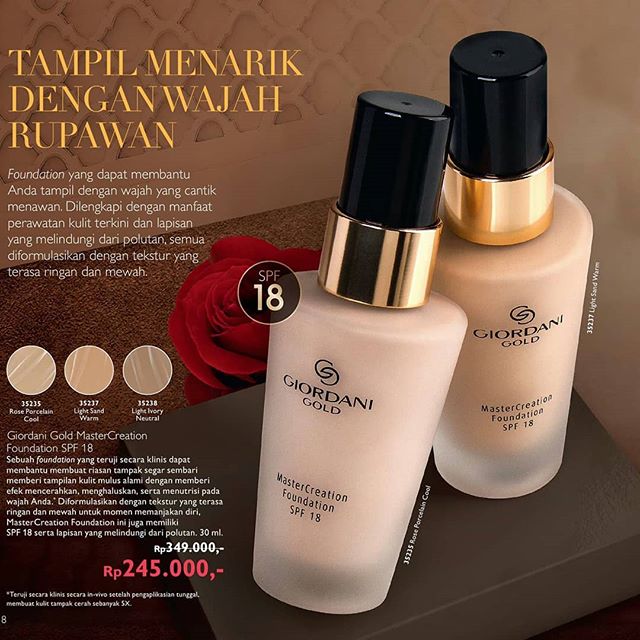 TAMPIL MENARIK
DENGAN WAJAH
RUPAWAN
Foundation yang dapat membantu
Anda tampil dengan wajah yang cantik
menawan. Dilengkapi dengan manfaat
perawatan kulit terkini dan lapisan
yang melindungi dari polutan, semua
diformulasikan dengan tekstur yang
terasa ringan dan mewah.
SPF
18
35235
Rose Porcelain
Cool
35237
Light Sand
Warm
35238
Light Ivory
Neutral
Giordani Gold MasterCreation
Foundation SPF 18
Sebuah foundation yang teruji secara klinis dapat
membantu membuat riasan tampak segar sembari
memberi tampilan kulit mulus alami dengan memberi
efek mencerahkan, menghaluskan, serta menutrisi pada
wajah Anda.* Diformulasikan dengan tekstur yang terasa
ringan dan mewah untuk momen memanjakan diri,
MasterCreation Foundation ini juga memiliki
SPF 18 serta lapisan yang melindungi dari polutan. 30 ml.
Rp349.000,-
Rp245.000,-
*Teruji secara klinis secara in-vivo setelah pengaplikasian tunggal,
membuat kulit tampak cerah sebanyak 5X.
8
GIORDANI
GOLD
MasterCreation
Foundation
SPF 18
35235 Rose Porcelain Cool
GIORDANI
GOLD
MasterCreation
Foundation
SPF 18
35237 Light Sand Warm